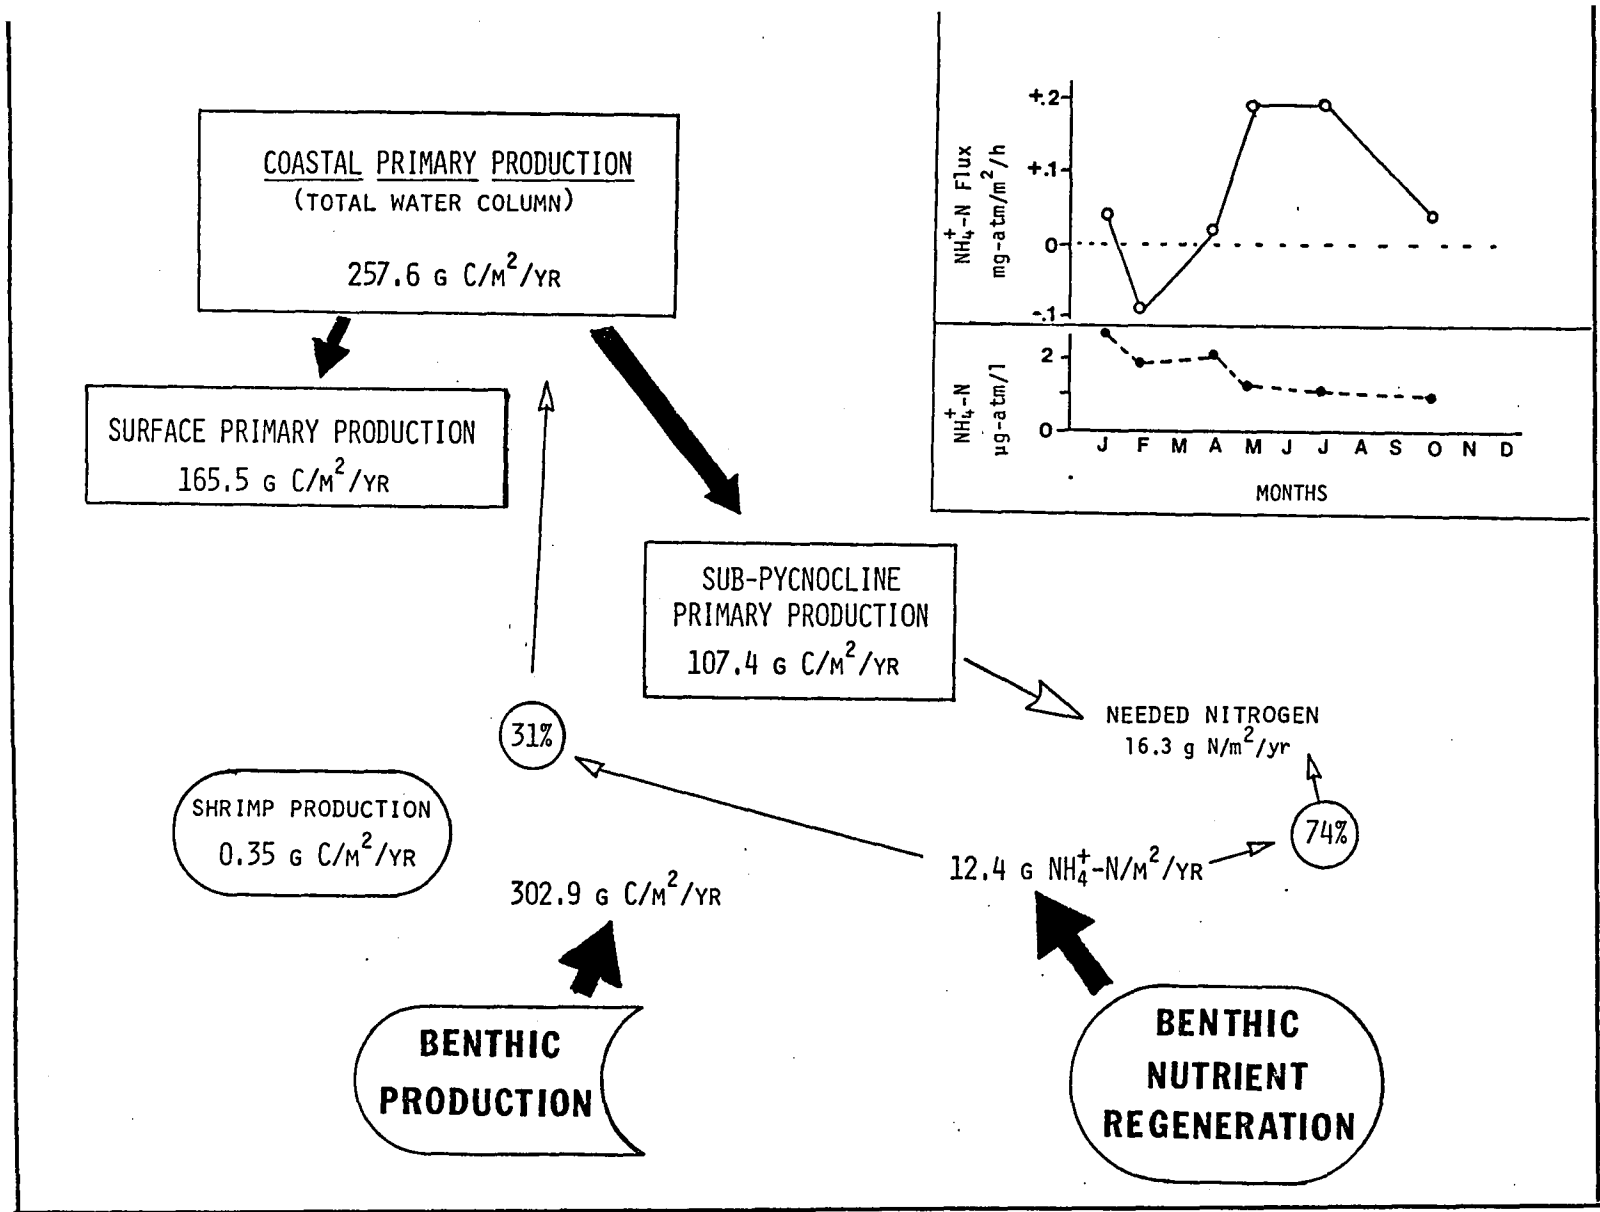 COASTAL PRIMARY PRODUCTION
(TOTAL WATER COLUMN)
257.6 G C/M²/YR
SURFACE PRIMARY PRODUCTION
165.5 G C/M²/YR
SUB-PYCNOCLINE
PRIMARY PRODUCTION
107.4 G C/M²/YR
NH₄⁺-N Flux
mg-atm/m²/h
+.2
+.1
0
-.1
NH₄⁺-N
µg-atm/l
2
0
J F M A M J J A S O N D
MONTHS
NEEDED NITROGEN
16.3 g N/m²/yr
31%
74%
SHRIMP PRODUCTION
0.35 G C/M²/YR
302.9 G C/M²/YR
12.4 G NH₄⁺-N/M²/YR
BENTHIC
PRODUCTION
BENTHIC
NUTRIENT
REGENERATION